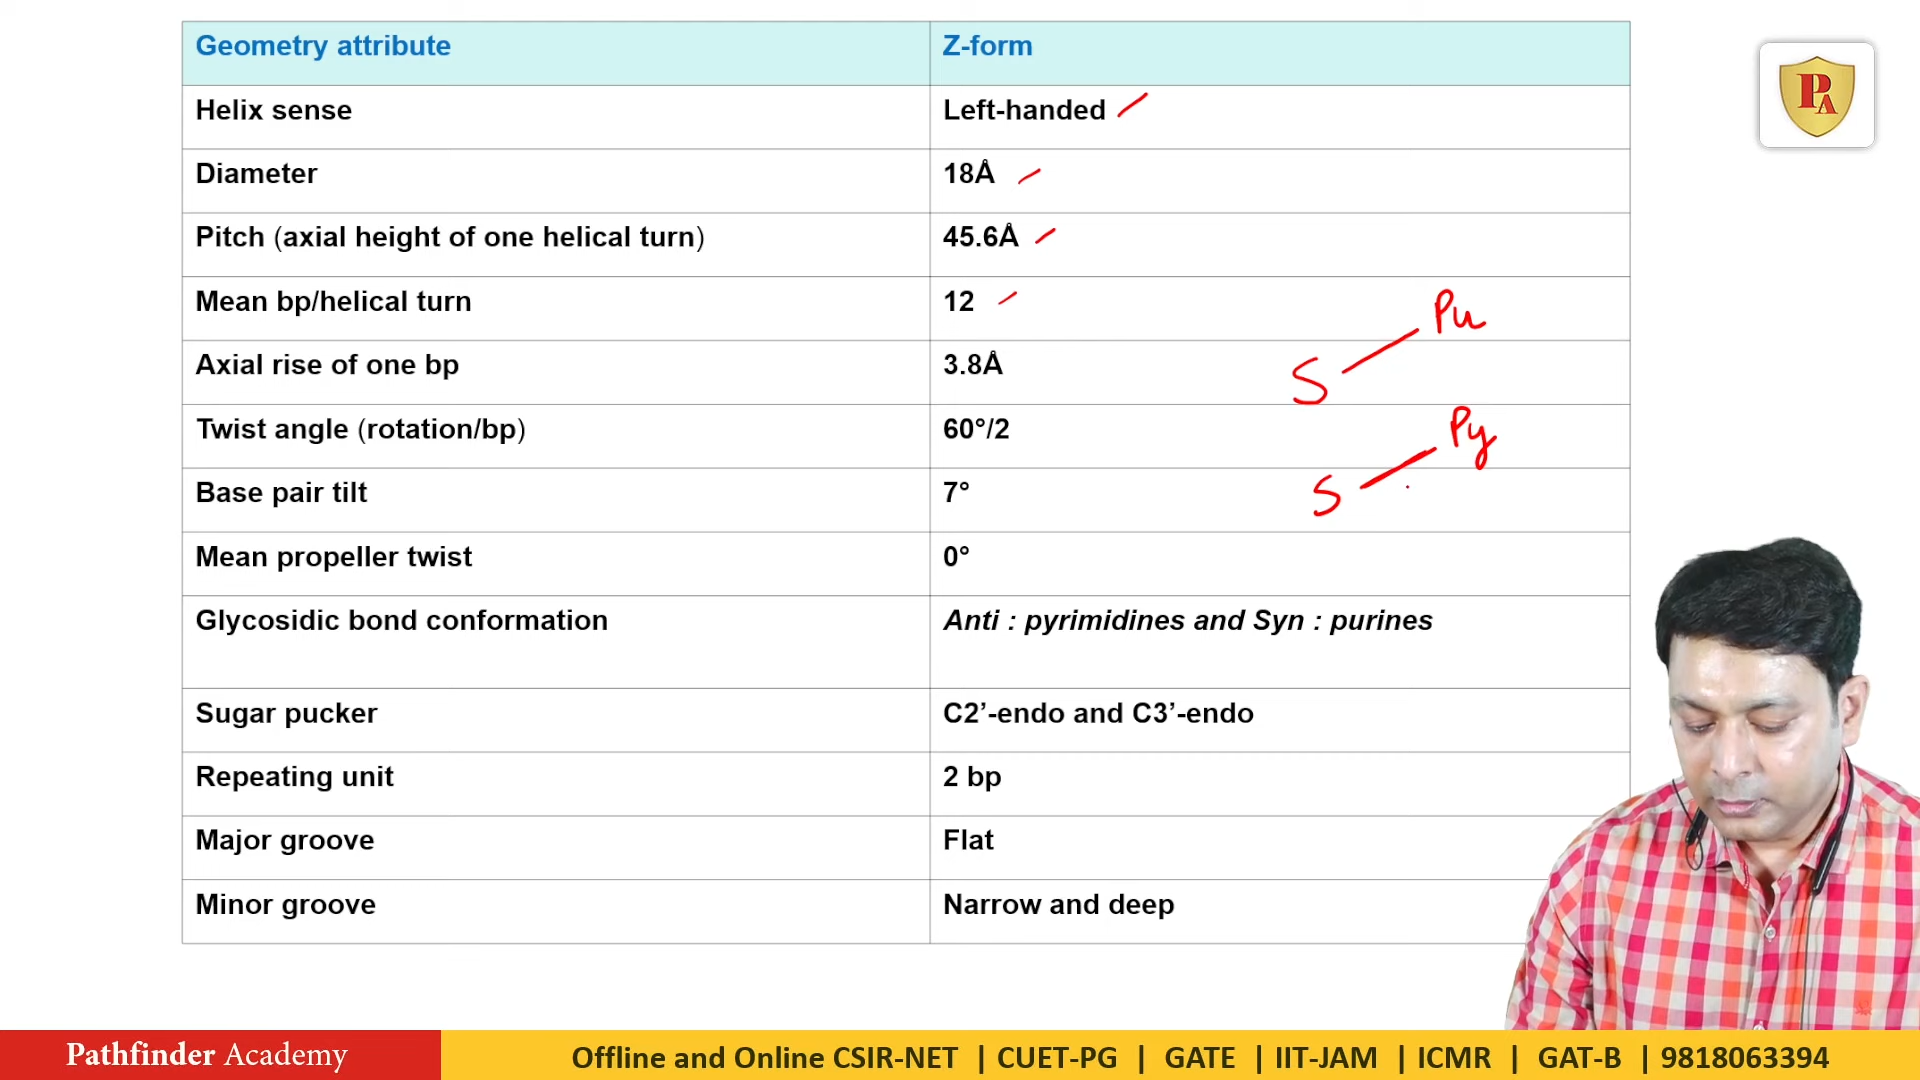 Geometry attribute Z-form
Helix sense Left-handed
Diameter 18Å
Pitch (axial height of one helical turn) 45.6Å
Mean bp/helical turn 12
Pu
Axial rise of one bp 3.8Å S
Twist angle (rotation/bp) 60°/2 Py
Base pair tilt 7° S
Mean propeller twist 0°
Glycosidic bond conformation Anti : pyrimidines and Syn : purines
Sugar pucker C2’-endo and C3’-endo
Repeating unit 2 bp
Major groove Flat
Minor groove Narrow and deep
PA
Pathfinder Academy Offline and Online CSIR-NET | CUET-PG | GATE | IIT-JAM | ICMR | GAT-B | 9818063394